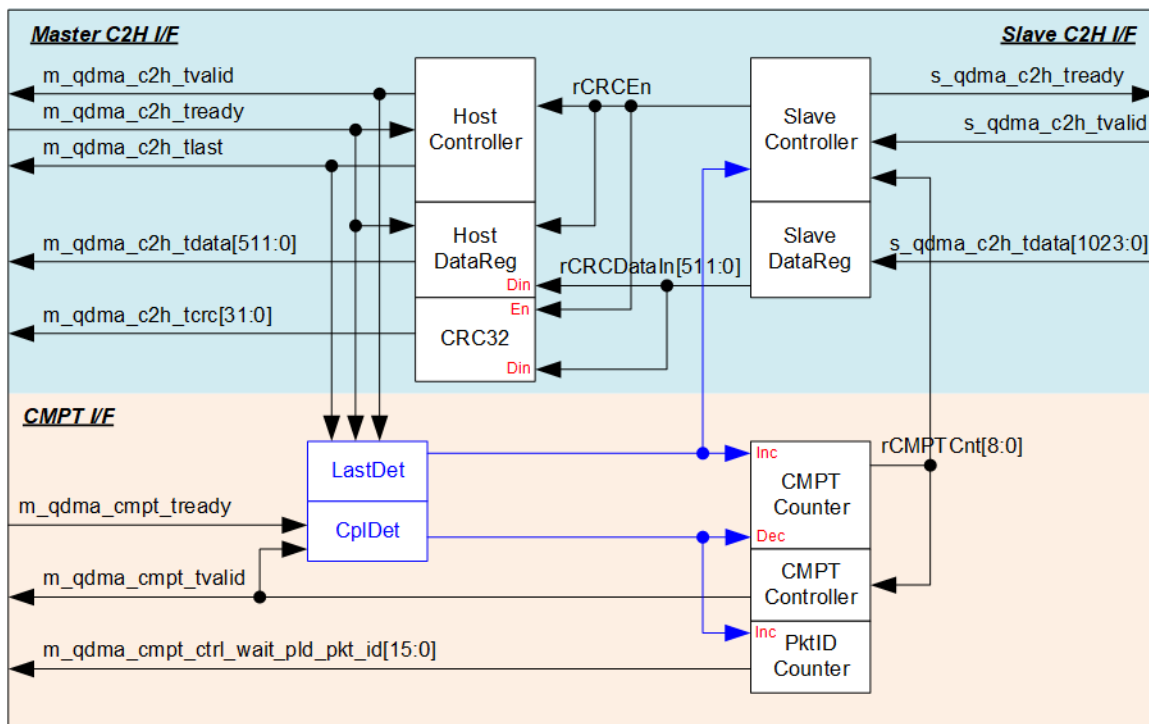 Master C2H I/F
Slave C2H I/F
m_qdma_c2h_tvalid
rCRCEn
s_qdma_c2h_tready
m_qdma_c2h_tready
Host
Controller
Slave
Controller
s_qdma_c2h_tvalid
m_qdma_c2h_tlast
m_qdma_c2h_tdata[511:0]
Host
DataReg
Din
rCRCDataIn[511:0]
Slave
DataReg
s_qdma_c2h_tdata[1023:0]
m_qdma_c2h_tcrc[31:0]
En
CRC32
Din
CMPT I/F
LastDet
Inc
CMPT
Counter
Dec
rCMPTCnt[8:0]
m_qdma_cmpt_tready
CplDet
m_qdma_cmpt_tvalid
CMPT
Controller
m_qdma_cmpt_ctrl_wait_pld_pkt_id[15:0]
Inc
PktID
Counter